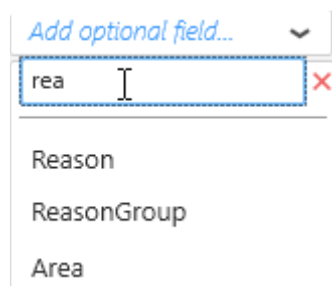 Add optional field...
rea
Reason
ReasonGroup
Area